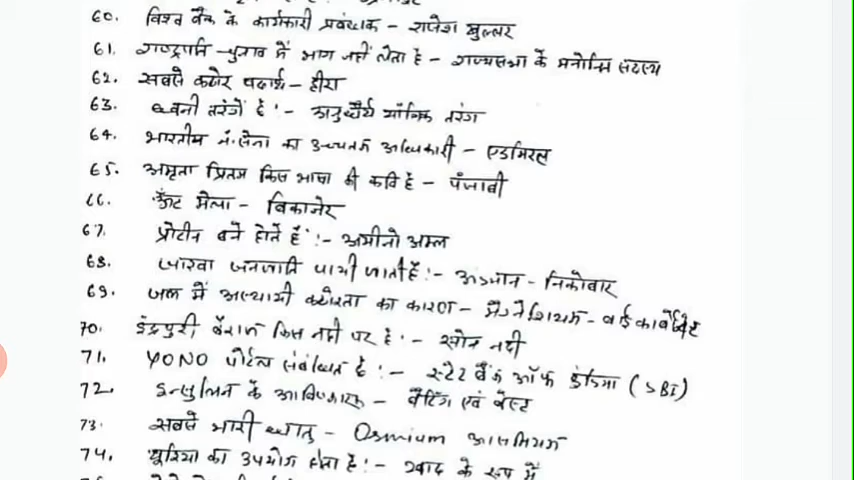 60. विश्व बैंक के कार्यकारी प्रबंधक - राजेश खुल्लर
61. राष्ट्रपति चुनाव में भाग नहीं लेता है - राज्यसभा के मनोनित सदस्य
62. सबसे कठोर पदार्थ - हीरा
63. ध्वनी तरंगें हैं :- अनुदैर्घ्य यांत्रिक तरंग
64. भारतीय नौसेना का उच्चतम अधिकारी - एडमिरल
65. अमृता प्रितम किस भाषा की कवि है - पंजाबी
66. ऊँट मेला - बिकानेर
67. प्रोटीन बने होते हैं :- अमीनो अम्ल
68. जारवा जनजाति पायी जाती है :- अण्डमान - निकोबार
69. जल में अस्थायी कठोरता का कारण - मैग्नेशियम - बाईकार्बोनेट
70. इंद्रपुरी बैराज किस नदी पर है :- सोन नदी
71. YONO पोर्टल संबंधित है :- स्टेट बैंक ऑफ इंडिया (SBI)
72. इन्सुलिन के आविष्कारक - बैटिंग एवं बेस्ट
73. सबसे भारी धातु - Osmium आसमियम
74. यूरिया का उपयोग होता है :- खाद के रूप में